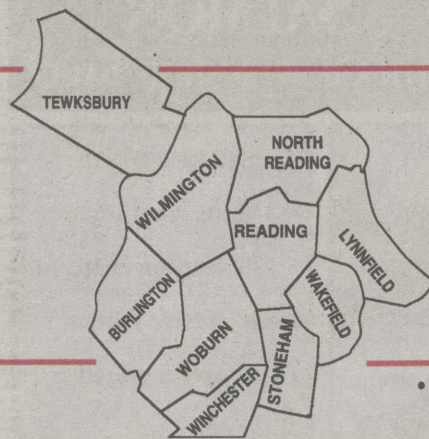 TEWKSBURY
NORTH
READING
WILMINGTON
READING
LYNNFIELD
BURLINGTON
WAKEFIELD
WOBURN
STONEHAM
WINCHESTER